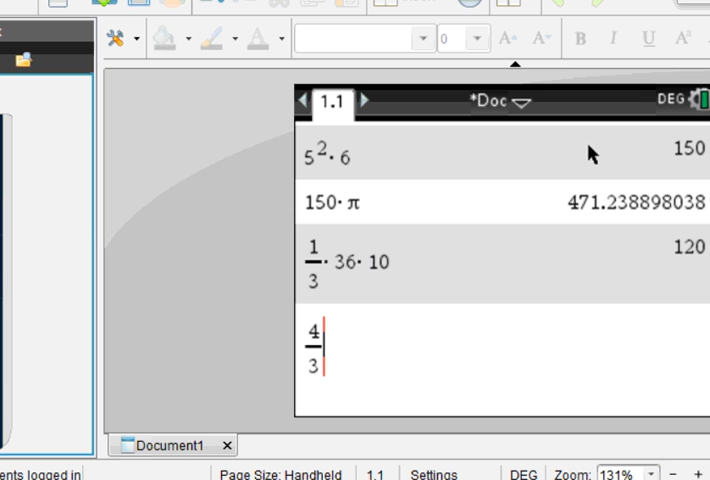 0
B I U A
1.1 *Doc DEG
5²·6 150
150·π 471.238898038
1/3·36·10 120
4/3
Document1
ents logged in Page Size: Handheld 1.1 Settings DEG Zoom: 131% − +